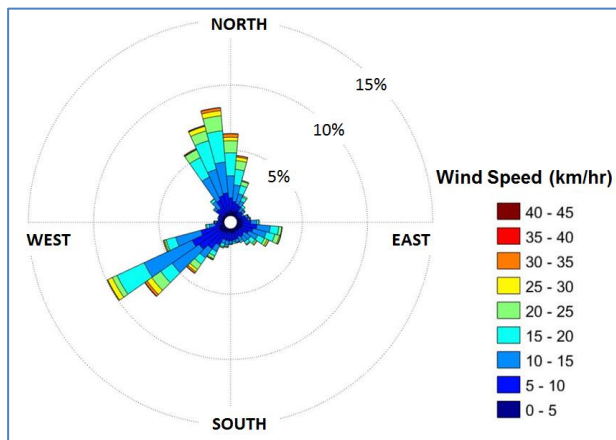 NORTH
15%
10%
5%
Wind Speed (km/hr)
WEST
EAST
40 - 45
35 - 40
30 - 35
25 - 30
20 - 25
15 - 20
10 - 15
5 - 10
0 - 5
SOUTH